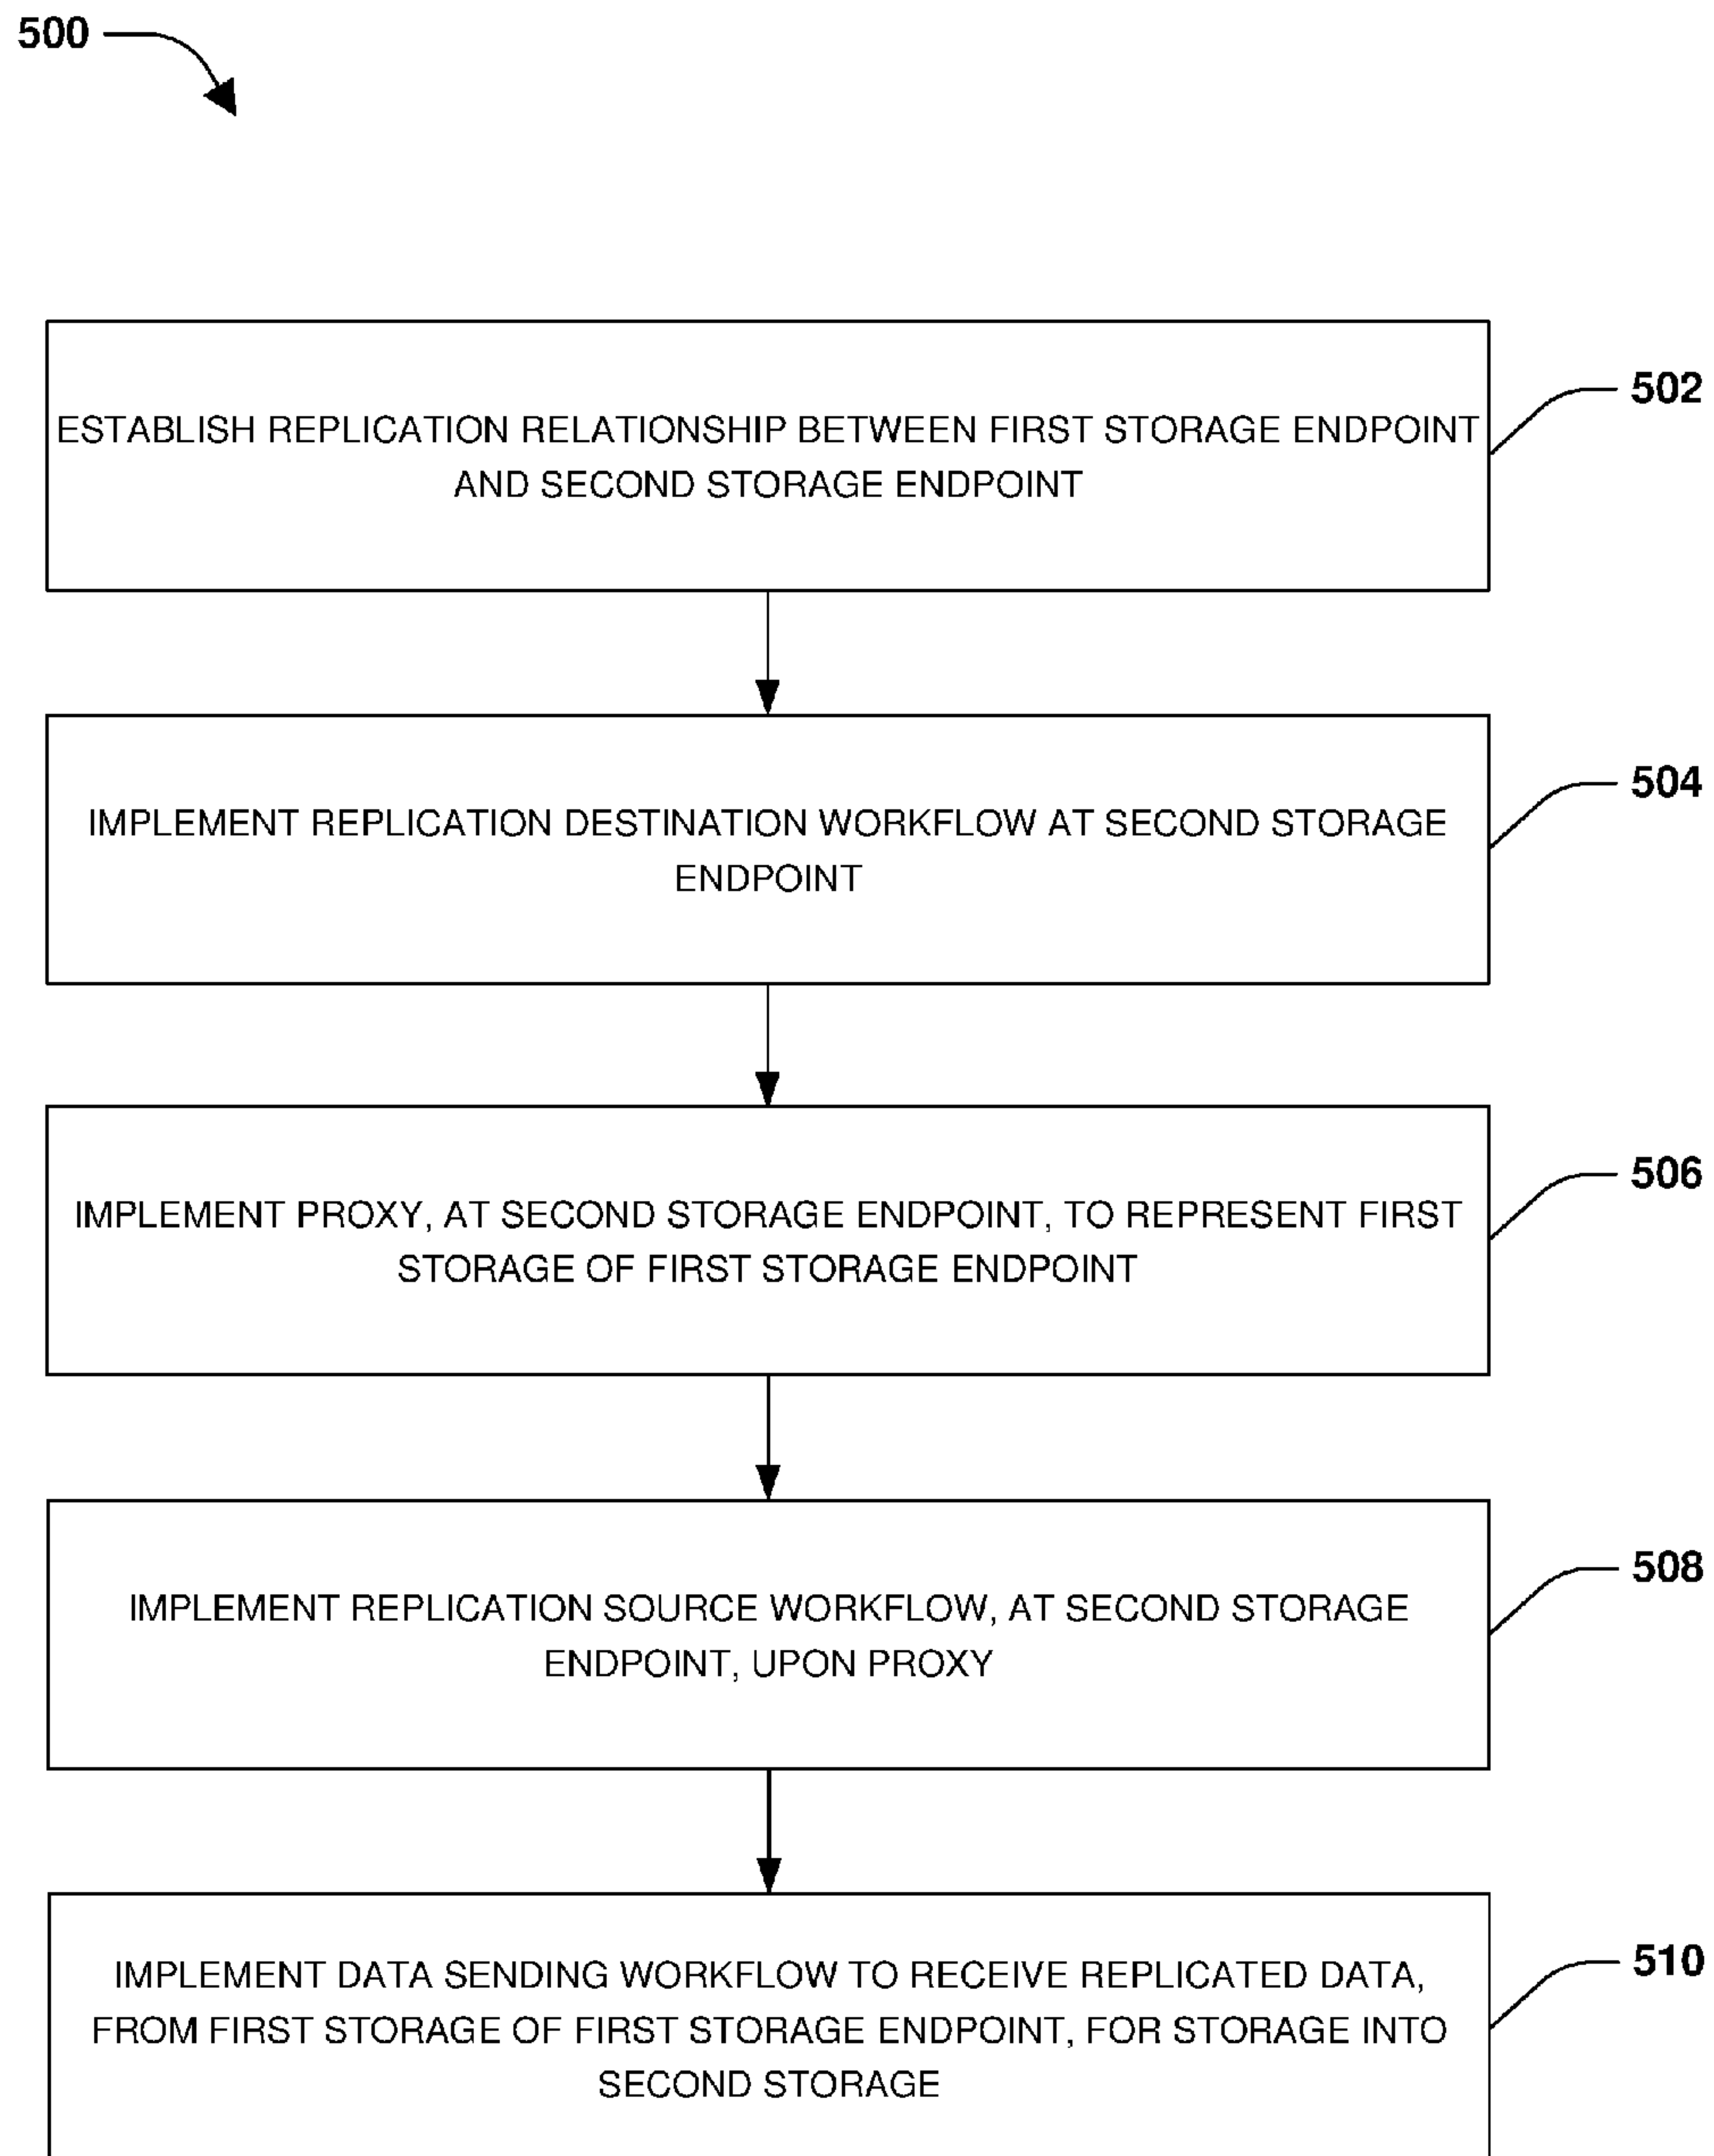 500
502
ESTABLISH REPLICATION RELATIONSHIP BETWEEN FIRST STORAGE ENDPOINT
AND SECOND STORAGE ENDPOINT
504
IMPLEMENT REPLICATION DESTINATION WORKFLOW AT SECOND STORAGE
ENDPOINT
506
IMPLEMENT PROXY, AT SECOND STORAGE ENDPOINT, TO REPRESENT FIRST
STORAGE OF FIRST STORAGE ENDPOINT
508
IMPLEMENT REPLICATION SOURCE WORKFLOW, AT SECOND STORAGE
ENDPOINT, UPON PROXY
510
IMPLEMENT DATA SENDING WORKFLOW TO RECEIVE REPLICATED DATA,
FROM FIRST STORAGE OF FIRST STORAGE ENDPOINT, FOR STORAGE INTO
SECOND STORAGE